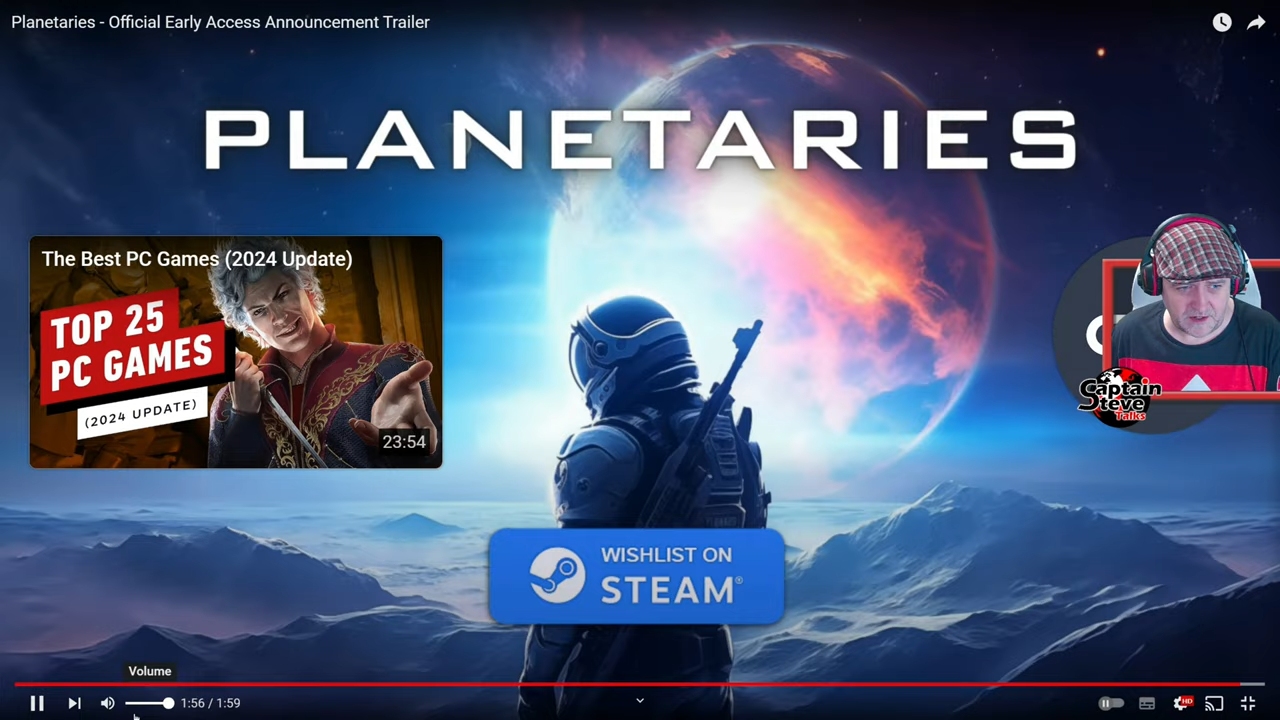 Planetaries - Official Early Access Announcement Trailer
PLANETARIES
The Best PC Games (2024 Update)
TOP 25
PC GAMES
(2024 UPDATE)
23:54
Captain
Steve
Talks
WISHLIST ON
STEAM®
Volume
1:56 / 1:59
HD